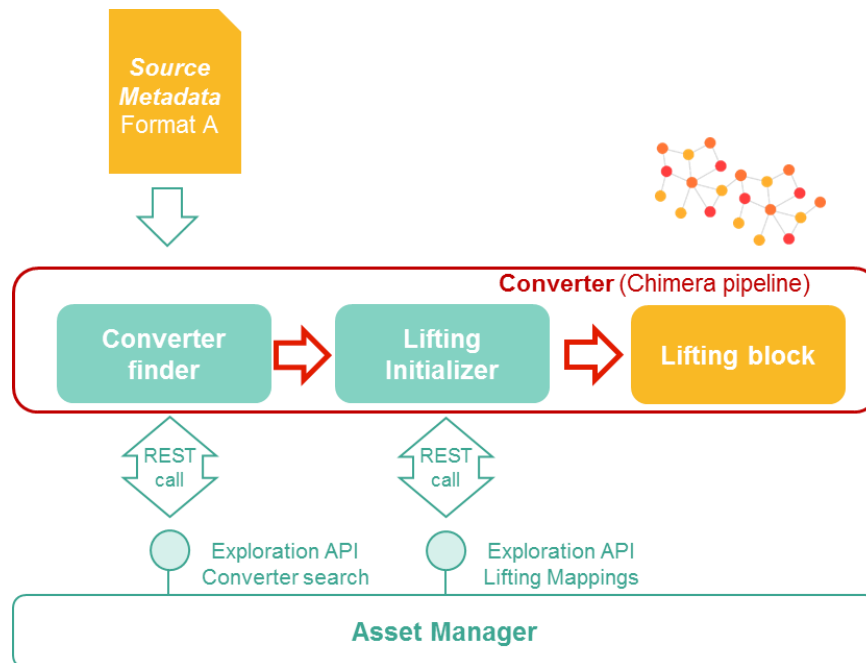 Source
Metadata
Format A
Converter (Chimera pipeline)
Converter
finder
Lifting
Initializer
Lifting block
REST
call
REST
call
Exploration API
Converter search
Exploration API
Lifting Mappings
Asset Manager